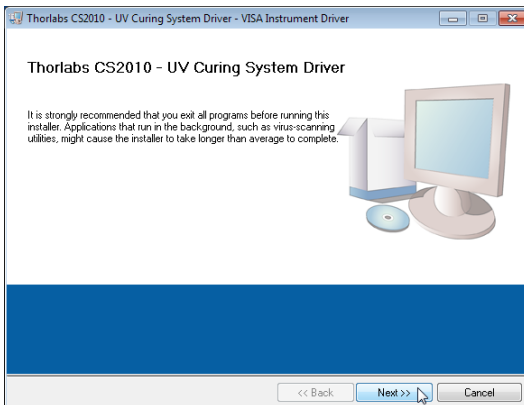 Thorlabs CS2010 - UV Curing System Driver - VISA Instrument Driver
Thorlabs CS2010 - UV Curing System Driver
It is strongly recommended that you exit all programs before running this
installer. Applications that run in the background, such as virus-scanning
utilities, might cause the installer to take longer than average to complete.
<< Back
Next >>
Cancel